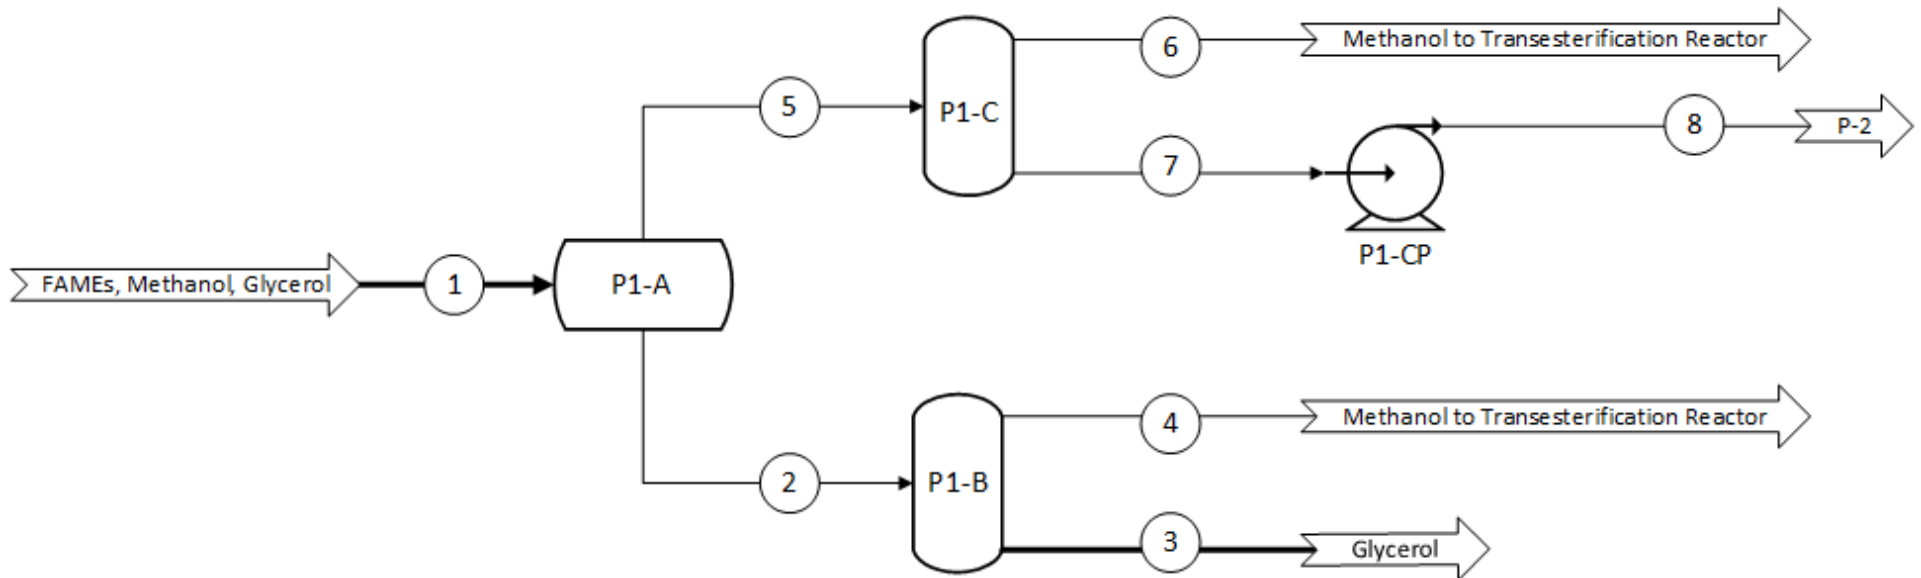 6
Methanol to Transesterification Reactor
5
P1-C
8
P-2
7
P1-CP
FAMEs, Methanol, Glycerol
1
P1-A
4
Methanol to Transesterification Reactor
2
P1-B
3
Glycerol